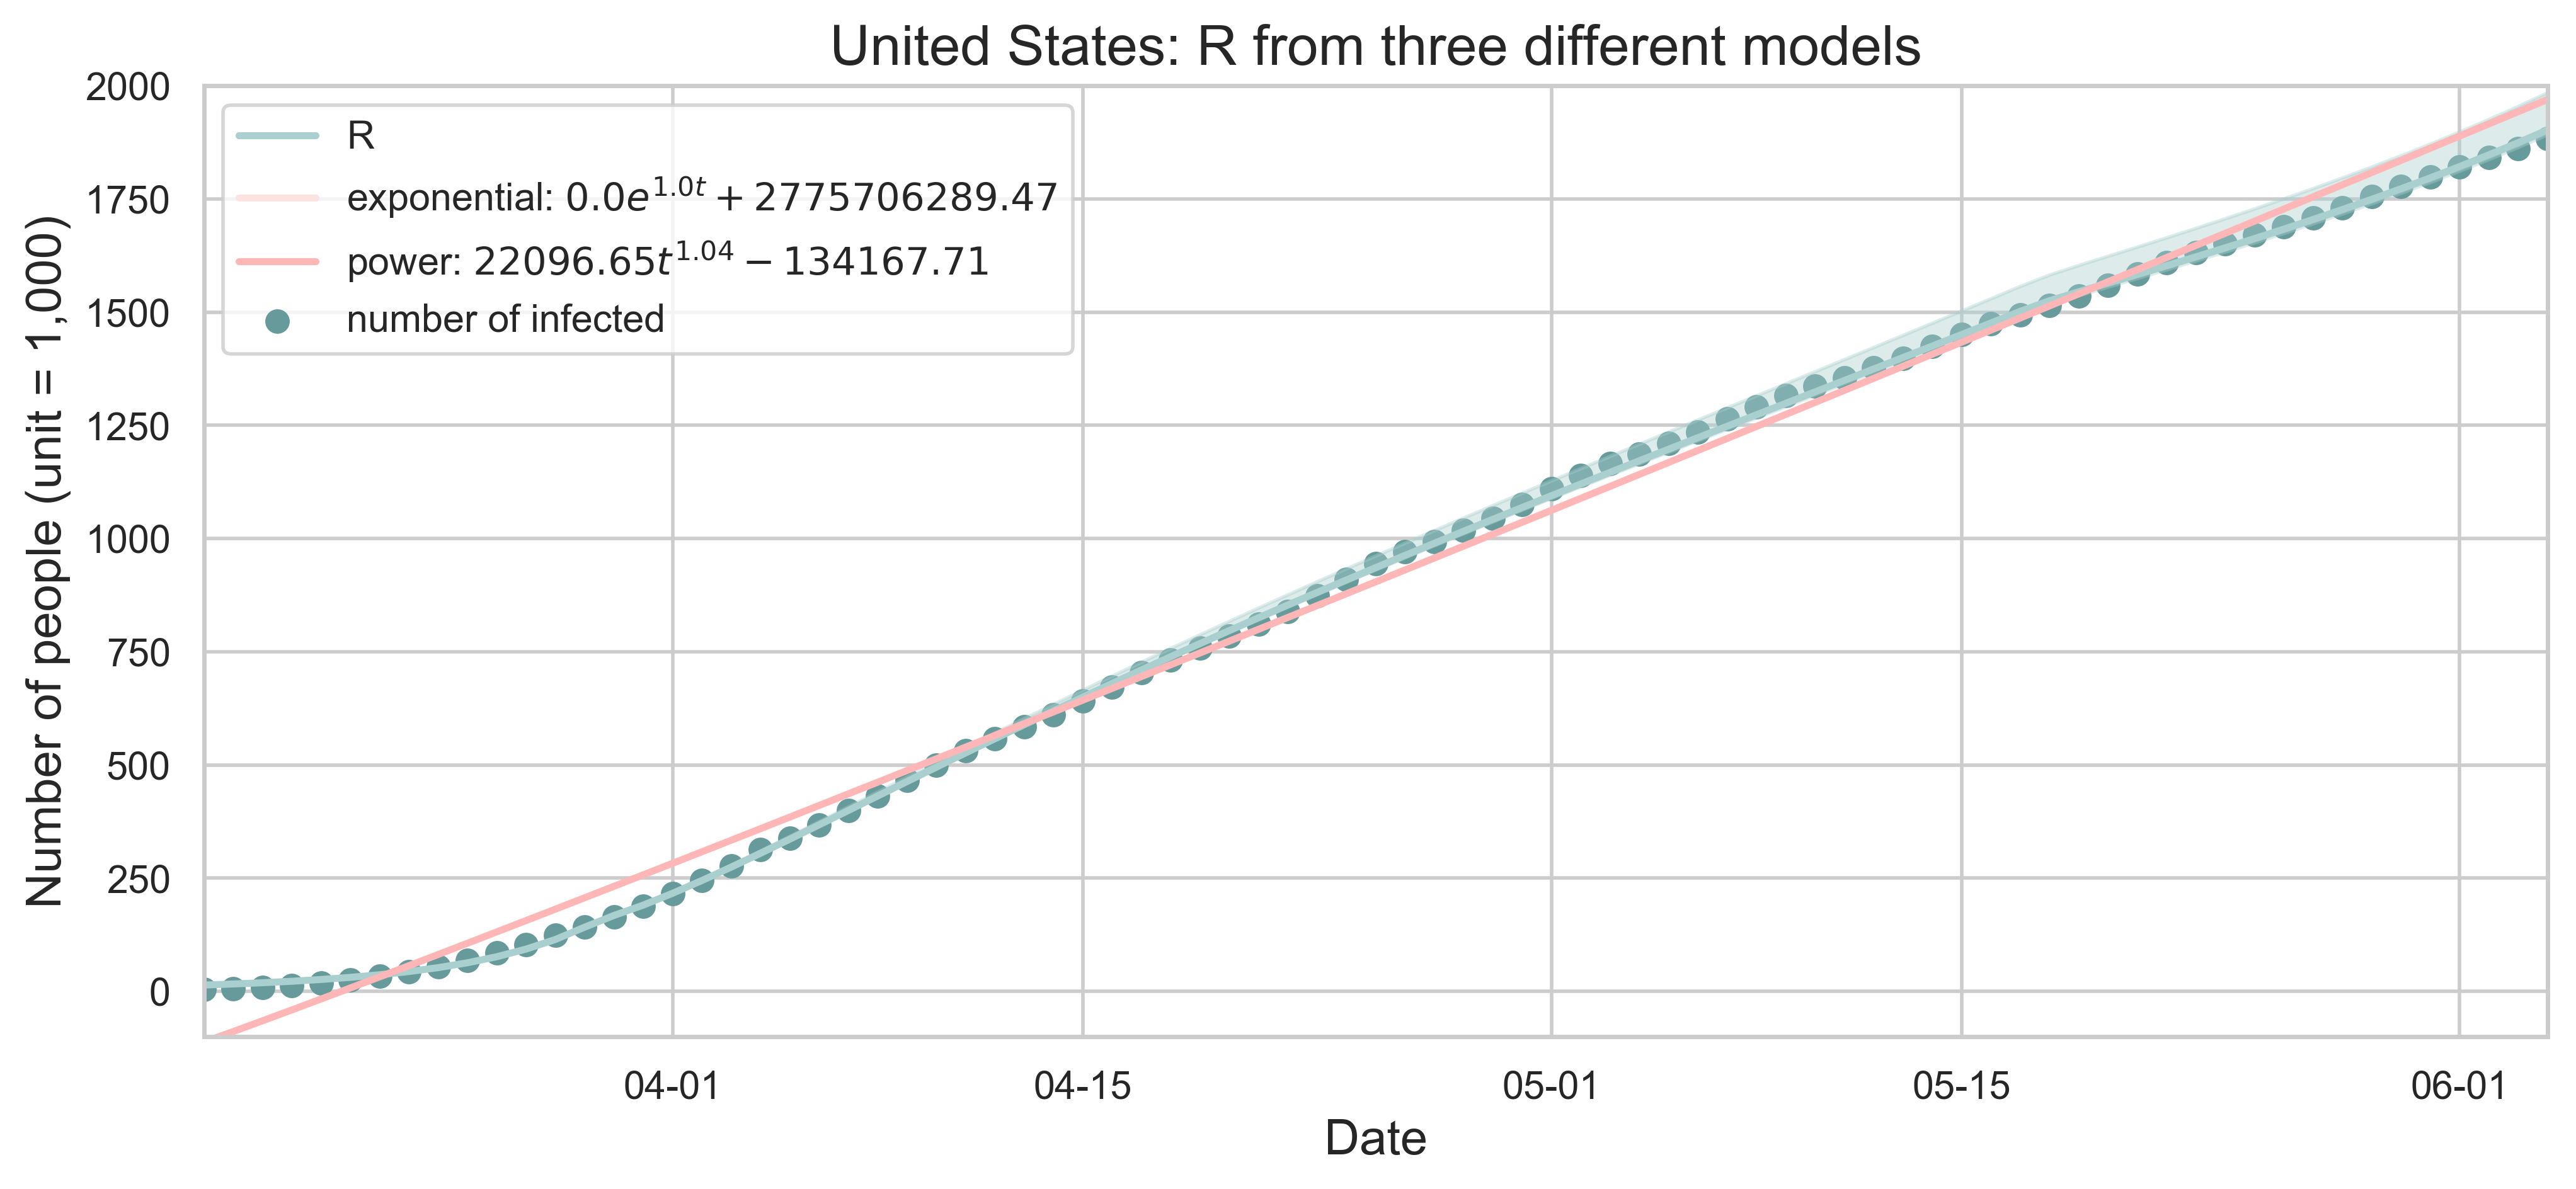 United States: R from three different models
2000
1750
1500
1250
1000
750
500
250
0
Number of people (unit = 1,000)
R
exponential: 0.0e^{1.0t} + 2775706289.47
power: 22096.65t^{1.04} − 134167.71
number of infected
04-01
04-15
05-01
05-15
06-01
Date